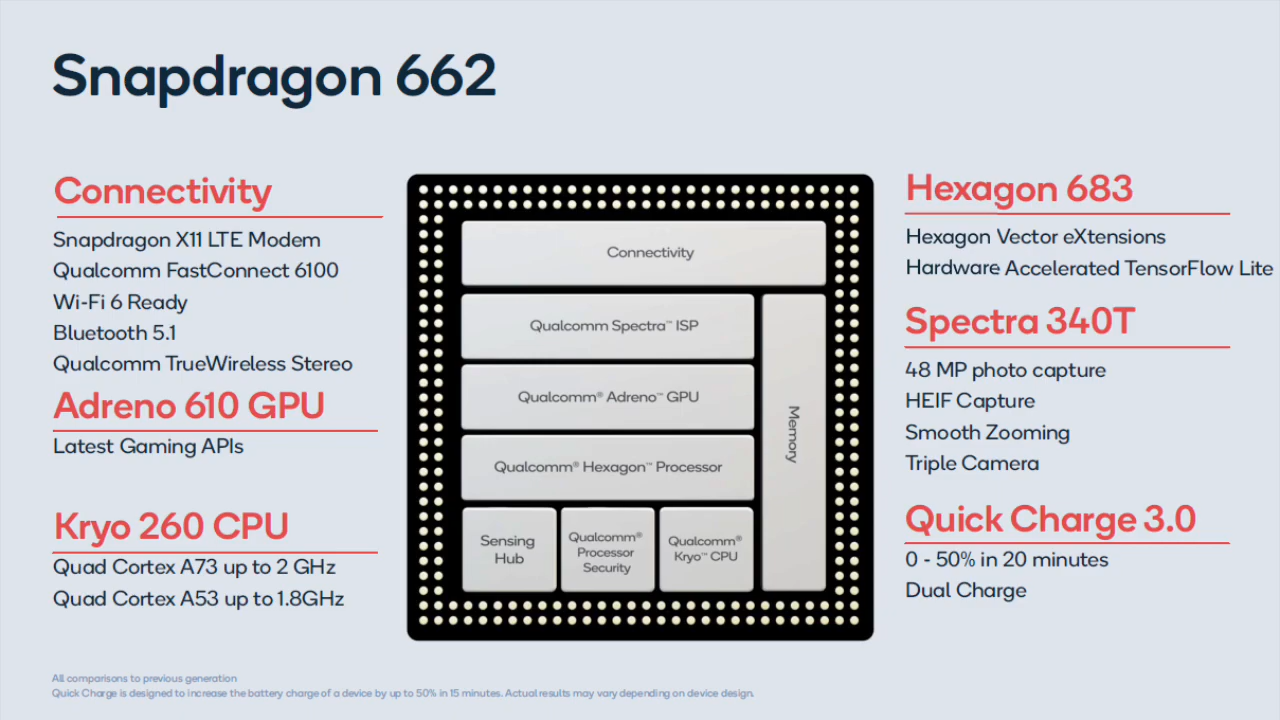 Snapdragon 662
Connectivity
Snapdragon X11 LTE Modem
Qualcomm FastConnect 6100
Wi-Fi 6 Ready
Bluetooth 5.1
Qualcomm TrueWireless Stereo
Adreno 610 GPU
Latest Gaming APIs
Kryo 260 CPU
Quad Cortex A73 up to 2 GHz
Quad Cortex A53 up to 1.8GHz
Connectivity
Qualcomm Spectra™ ISP
Qualcomm® Adreno™ GPU
Qualcomm® Hexagon™ Processor
Sensing
Hub
Qualcomm®
Processor
Security
Qualcomm®
Kryo™ CPU
Memory
Hexagon 683
Hexagon Vector eXtensions
Hardware Accelerated TensorFlow Lite
Spectra 340T
48 MP photo capture
HEIF Capture
Smooth Zooming
Triple Camera
Quick Charge 3.0
0 - 50% in 20 minutes
Dual Charge
All comparisons to previous generation
Quick Charge is designed to increase the battery charge of a device by up to 50% in 15 minutes. Actual results may vary depending on device design.